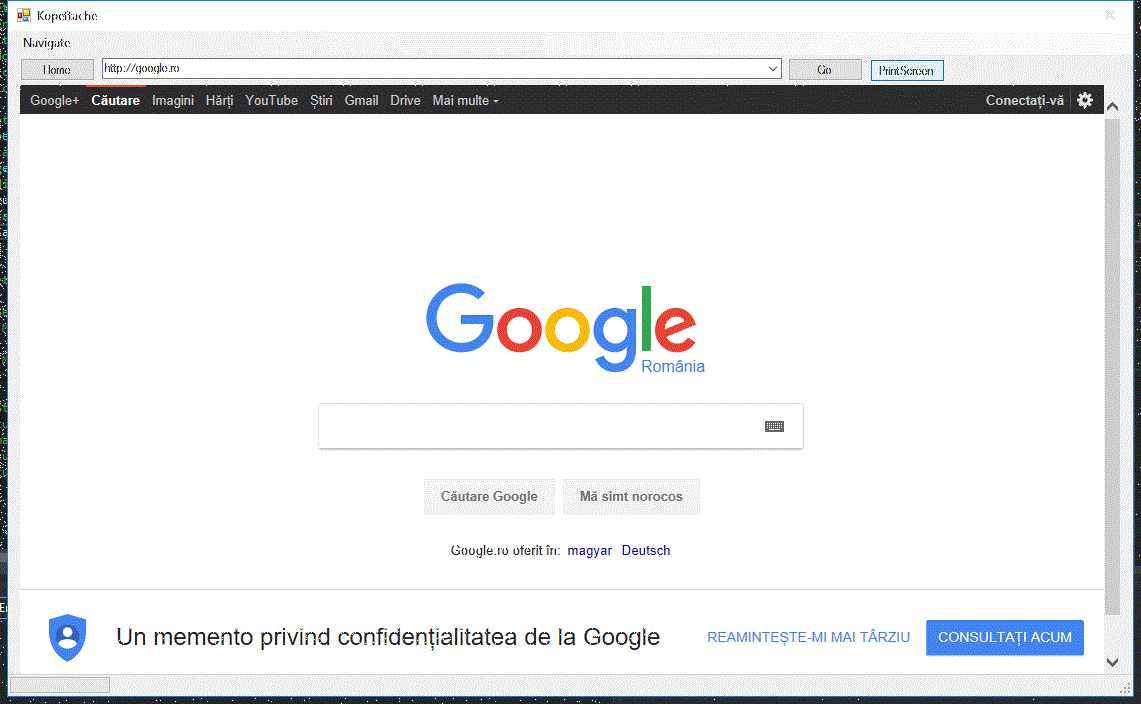 Kopeftache
Navigate
Home http://google.ro Go PrintScreen
Google+ Căutare Imagini Hărți YouTube Știri Gmail Drive Mai multe Conectați-vă
Google
România
Căutare Google Mă simt norocos
Google.ro oferit în: magyar Deutsch
Un memento privind confidențialitatea de la Google REAMINTEȘTE-MI MAI TÂRZIU CONSULTAȚI ACUM